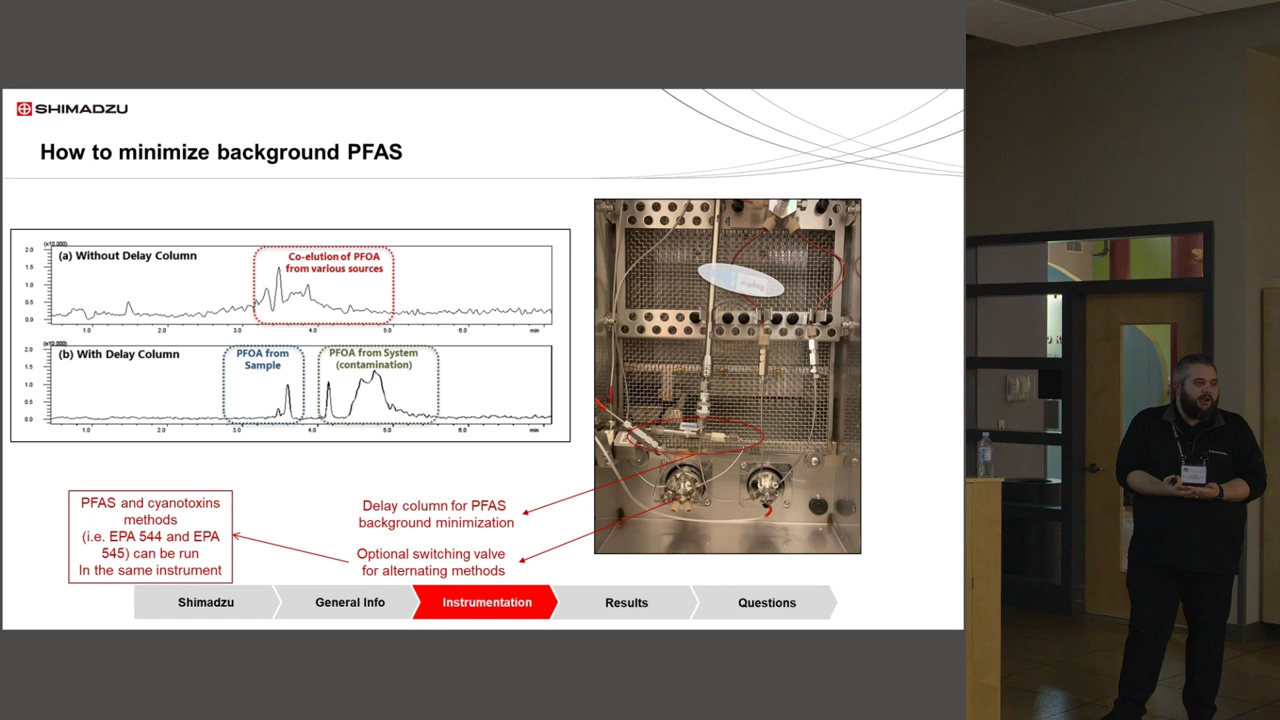 SHIMADZU
How to minimize background PFAS
(x10,000)
(a) Without Delay Column
Co-elution of PFOA
from various sources
2.0
1.5
1.0
0.5
0.0
1.0 2.0 3.0 4.0 5.0 6.0 min
(x10,000)
(b) With Delay Column
PFOA from
Sample
PFOA from System
(contamination)
2.0
1.5
1.0
0.5
0.0
1.0 2.0 3.0 4.0 5.0 6.0 min
PFAS and cyanotoxins
methods
(i.e. EPA 544 and EPA
545) can be run
In the same instrument
Delay column for PFAS
background minimization
Optional switching valve
for alternating methods
Shimadzu
General Info
Instrumentation
Results
Questions